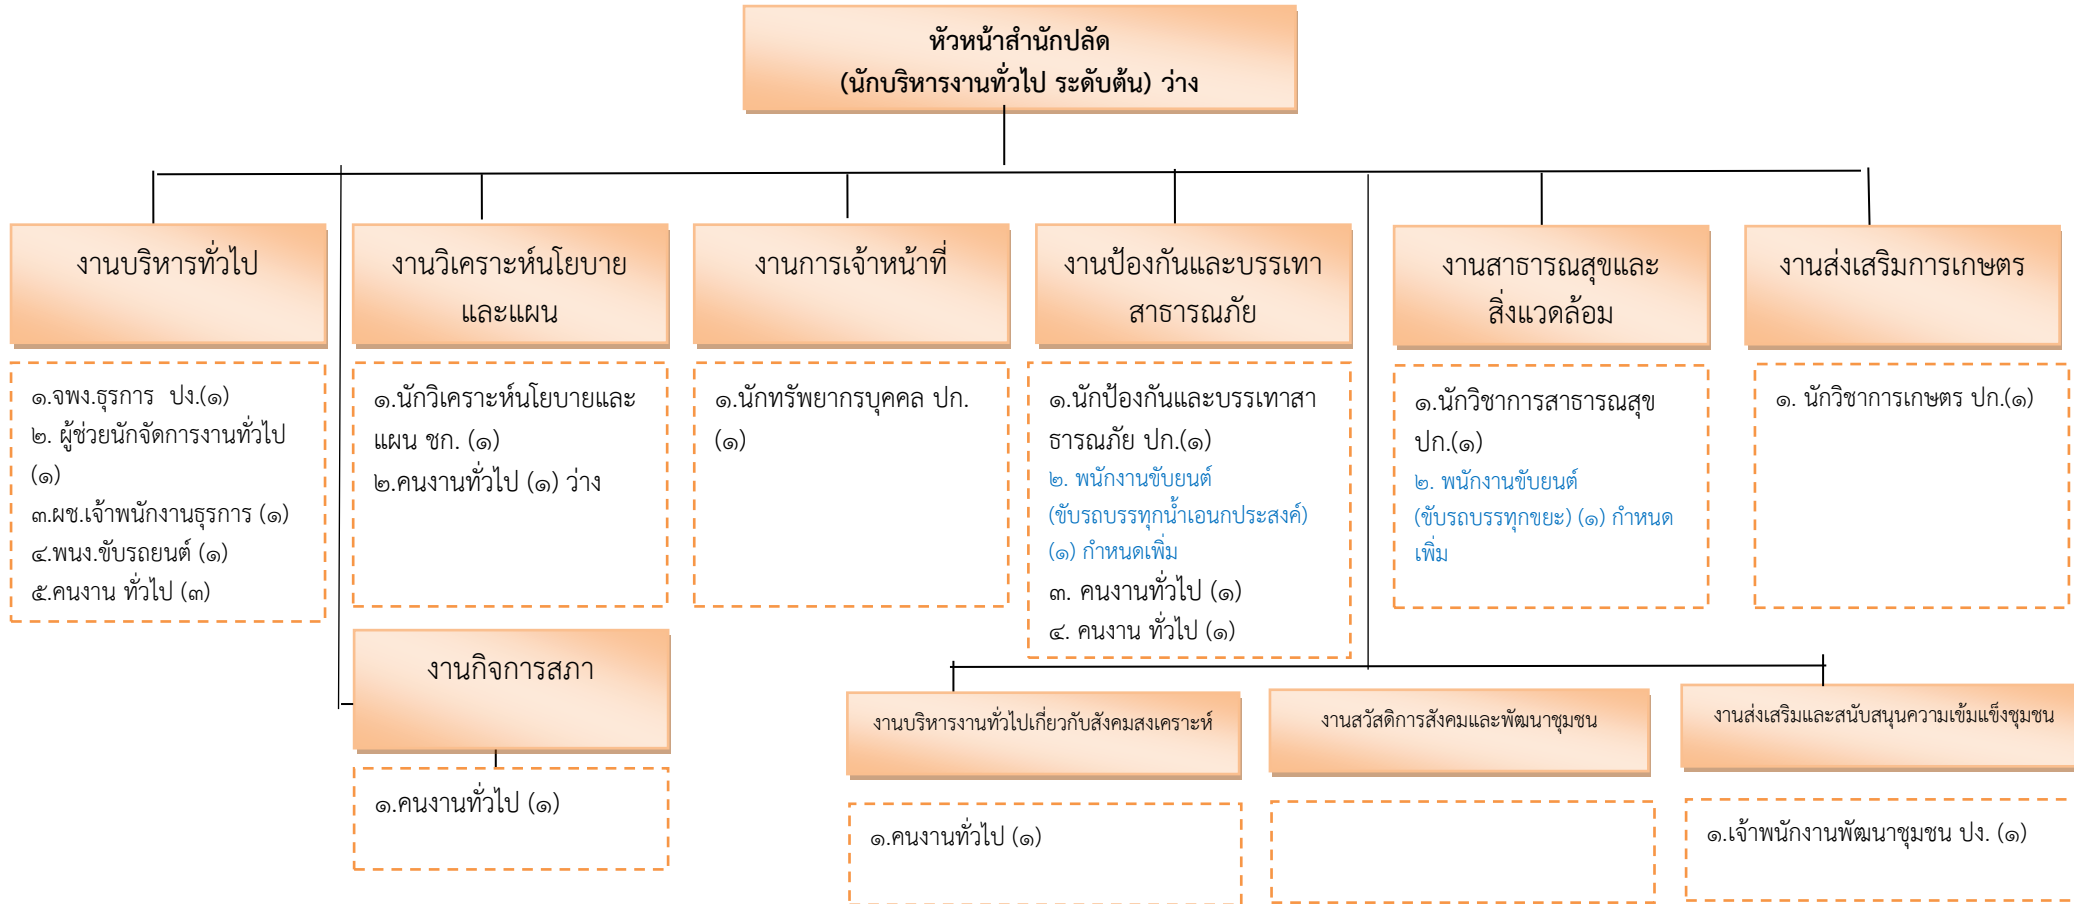 หัวหน้าสำนักปลัด
(นักบริหารงานทั่วไป ระดับต้น) ว่าง
งานบริหารทั่วไป
๑.จพง.ธุรการ  ปง.(๑)
๒. ผู้ช่วยนักจัดการงานทั่วไป
(๑)
๓.ผช.เจ้าพนักงานธุรการ (๑)
๔.พนง.ขับรถยนต์ (๑)
๕.คนงาน ทั่วไป (๓)
งานวิเคราะห์นโยบาย
และแผน
๑.นักวิเคราะห์นโยบายและ
แผน ชก. (๑)
๒.คนงานทั่วไป (๑) ว่าง
งานการเจ้าหน้าที่
๑.นักทรัพยากรบุคคล ปก.
(๑)
งานป้องกันและบรรเทา
สาธารณภัย
๑.นักป้องกันและบรรเทาสา
ธารณภัย ปก.(๑)
๒. พนักงานขับยนต์
(ขับรถบรรทุกน้ำเอนกประสงค์)
(๑) กำหนดเพิ่ม
๓. คนงานทั่วไป (๑)
๔. คนงาน ทั่วไป (๑)
งานสาธารณสุขและ
สิ่งแวดล้อม
๑.นักวิชาการสาธารณสุข
ปก.(๑)
๒. พนักงานขับยนต์
(ขับรถบรรทุกขยะ) (๑) กำหนด
เพิ่ม
งานส่งเสริมการเกษตร
๑. นักวิชาการเกษตร ปก.(๑)
งานกิจการสภา
๑.คนงานทั่วไป (๑)
งานบริหารงานทั่วไปเกี่ยวกับสังคมสงเคราะห์
๑.คนงานทั่วไป (๑)
งานสวัสดิการสังคมและพัฒนาชุมชน
งานส่งเสริมและสนับสนุนความเข้มแข็งชุมชน
๑.เจ้าพนักงานพัฒนาชุมชน ปง. (๑)